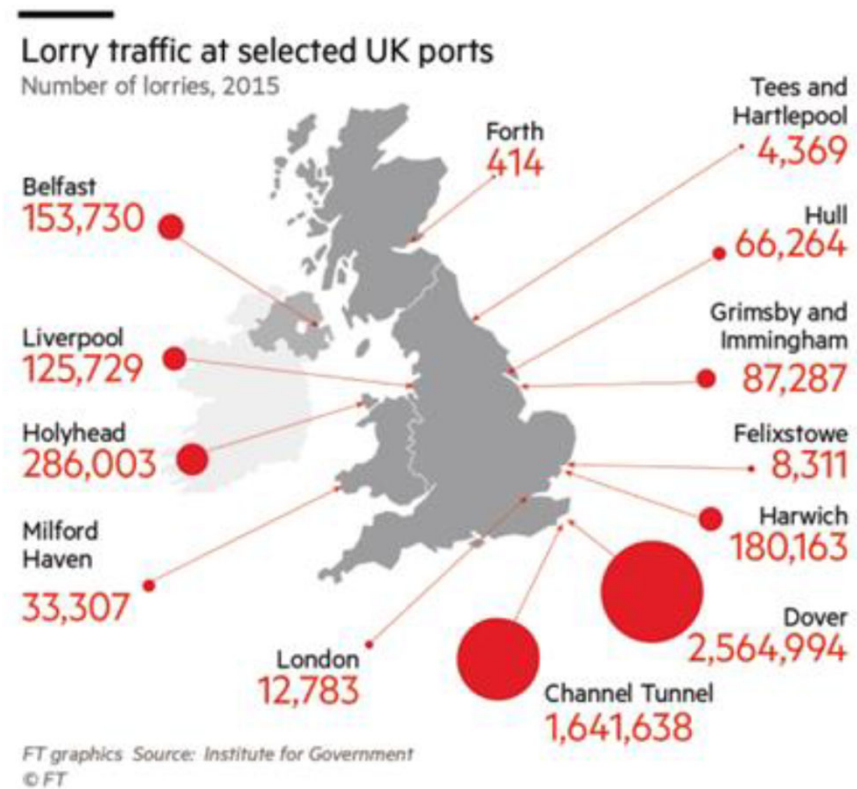 Lorry traffic at selected UK ports
Number of lorries, 2015
Forth
414
Tees and
Hartlepool
4,369
Belfast
153,730
Hull
66,264
Liverpool
125,729
Grimsby and
Immingham
87,287
Holyhead
286,003
Felixstowe
8,311
Milford
Haven
33,307
Harwich
180,163
Dover
2,564,994
London
12,783
Channel Tunnel
1,641,638
FT graphics Source: Institute for Government
© FT